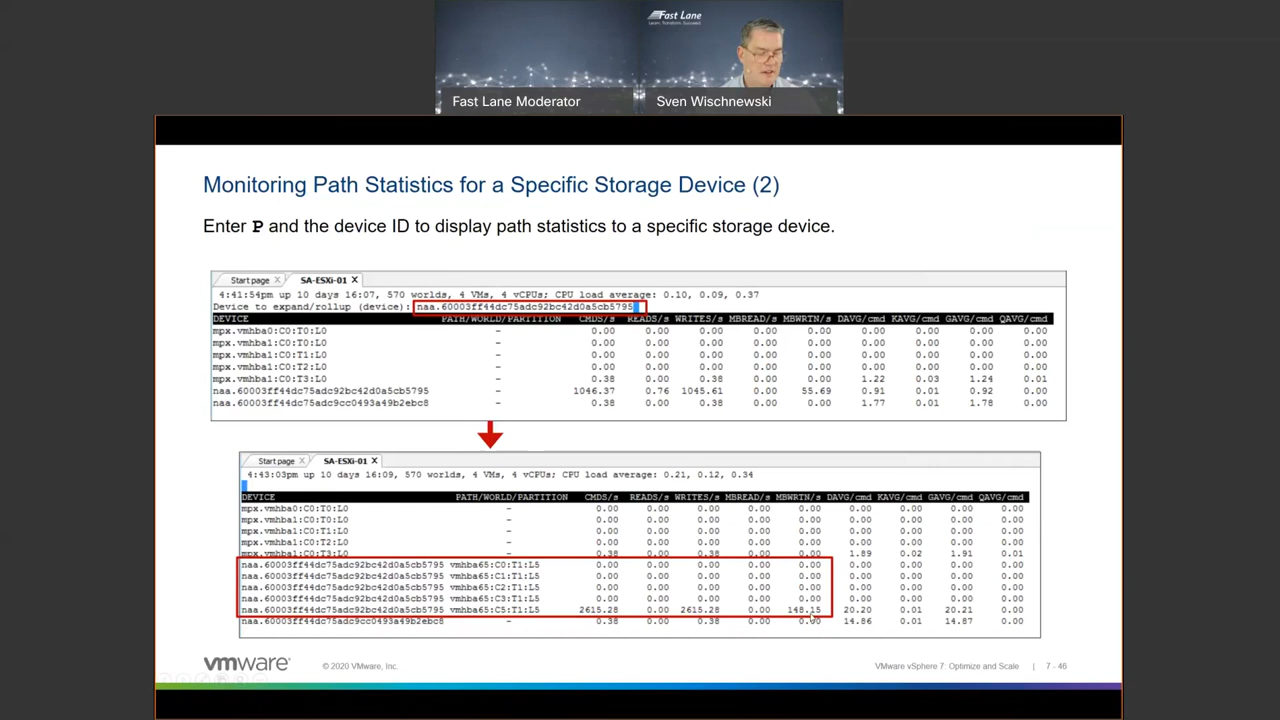 Fast Lane
Learn. Transform. Succeed.
Fast Lane Moderator
Sven Wischnewski
Monitoring Path Statistics for a Specific Storage Device (2)
Enter P and the device ID to display path statistics to a specific storage device.
Start page X SA-ESXi-01 X
4:41:54pm up 10 days 16:07, 570 worlds, 4 VMs, 4 vCPUs; CPU load average: 0.10, 0.09, 0.37
Device to expand/rollup (device): naa.60003ff44dc75adc92bc42d0a5cb5795
DEVICE PATH/WORLD/PARTITION CMDS/s READS/s WRITES/s MBREAD/s MBWRTN/s DAVG/cmd KAVG/cmd GAVG/cmd QAVG/cmd
mpx.vmhba0:C0:T0:L0 - 0.00 0.00 0.00 0.00 0.00 0.00 0.00 0.00 0.00
mpx.vmhba1:C0:T0:L0 - 0.00 0.00 0.00 0.00 0.00 0.00 0.00 0.00 0.00
mpx.vmhba1:C0:T1:L0 - 0.00 0.00 0.00 0.00 0.00 0.00 0.00 0.00 0.00
mpx.vmhba1:C0:T2:L0 - 0.00 0.00 0.00 0.00 0.00 0.00 0.00 0.00 0.00
mpx.vmhba1:C0:T3:L0 - 0.38 0.00 0.38 0.00 0.00 1.22 0.03 1.24 0.01
naa.60003ff44dc75adc92bc42d0a5cb5795 - 1046.37 0.76 1045.61 0.00 55.69 0.91 0.01 0.92 0.00
naa.60003ff44dc75adc9cc0493a49b2ebc8 - 0.38 0.00 0.38 0.00 0.00 1.77 0.01 1.78 0.00
Start page X SA-ESXi-01 X
4:43:03pm up 10 days 16:09, 570 worlds, 4 VMs, 4 vCPUs; CPU load average: 0.21, 0.12, 0.34
DEVICE PATH/WORLD/PARTITION CMDS/s READS/s WRITES/s MBREAD/s MBWRTN/s DAVG/cmd KAVG/cmd GAVG/cmd QAVG/cmd
mpx.vmhba0:C0:T0:L0 - 0.00 0.00 0.00 0.00 0.00 0.00 0.00 0.00 0.00
mpx.vmhba1:C0:T0:L0 - 0.00 0.00 0.00 0.00 0.00 0.00 0.00 0.00 0.00
mpx.vmhba1:C0:T1:L0 - 0.00 0.00 0.00 0.00 0.00 0.00 0.00 0.00 0.00
mpx.vmhba1:C0:T2:L0 - 0.00 0.00 0.00 0.00 0.00 0.00 0.00 0.00 0.00
mpx.vmhba1:C0:T3:L0 - 0.38 0.00 0.38 0.00 0.00 1.89 0.02 1.91 0.01
naa.60003ff44dc75adc92bc42d0a5cb5795 vmhba65:C0:T1:L5 0.00 0.00 0.00 0.00 0.00 0.00 0.00 0.00 0.00
naa.60003ff44dc75adc92bc42d0a5cb5795 vmhba65:C1:T1:L5 0.00 0.00 0.00 0.00 0.00 0.00 0.00 0.00 0.00
naa.60003ff44dc75adc92bc42d0a5cb5795 vmhba65:C2:T1:L5 0.00 0.00 0.00 0.00 0.00 0.00 0.00 0.00 0.00
naa.60003ff44dc75adc92bc42d0a5cb5795 vmhba65:C3:T1:L5 0.00 0.00 0.00 0.00 0.00 0.00 0.00 0.00 0.00
naa.60003ff44dc75adc92bc42d0a5cb5795 vmhba65:C5:T1:L5 2615.28 0.00 2615.28 0.00 148.15 20.20 0.01 20.21 0.00
naa.60003ff44dc75adc9cc0493a49b2ebc8 - 0.38 0.00 0.38 0.00 0.00 14.86 0.01 14.87 0.00
vmware © 2020 VMware, Inc. VMware vSphere 7: Optimize and Scale | 7 - 46